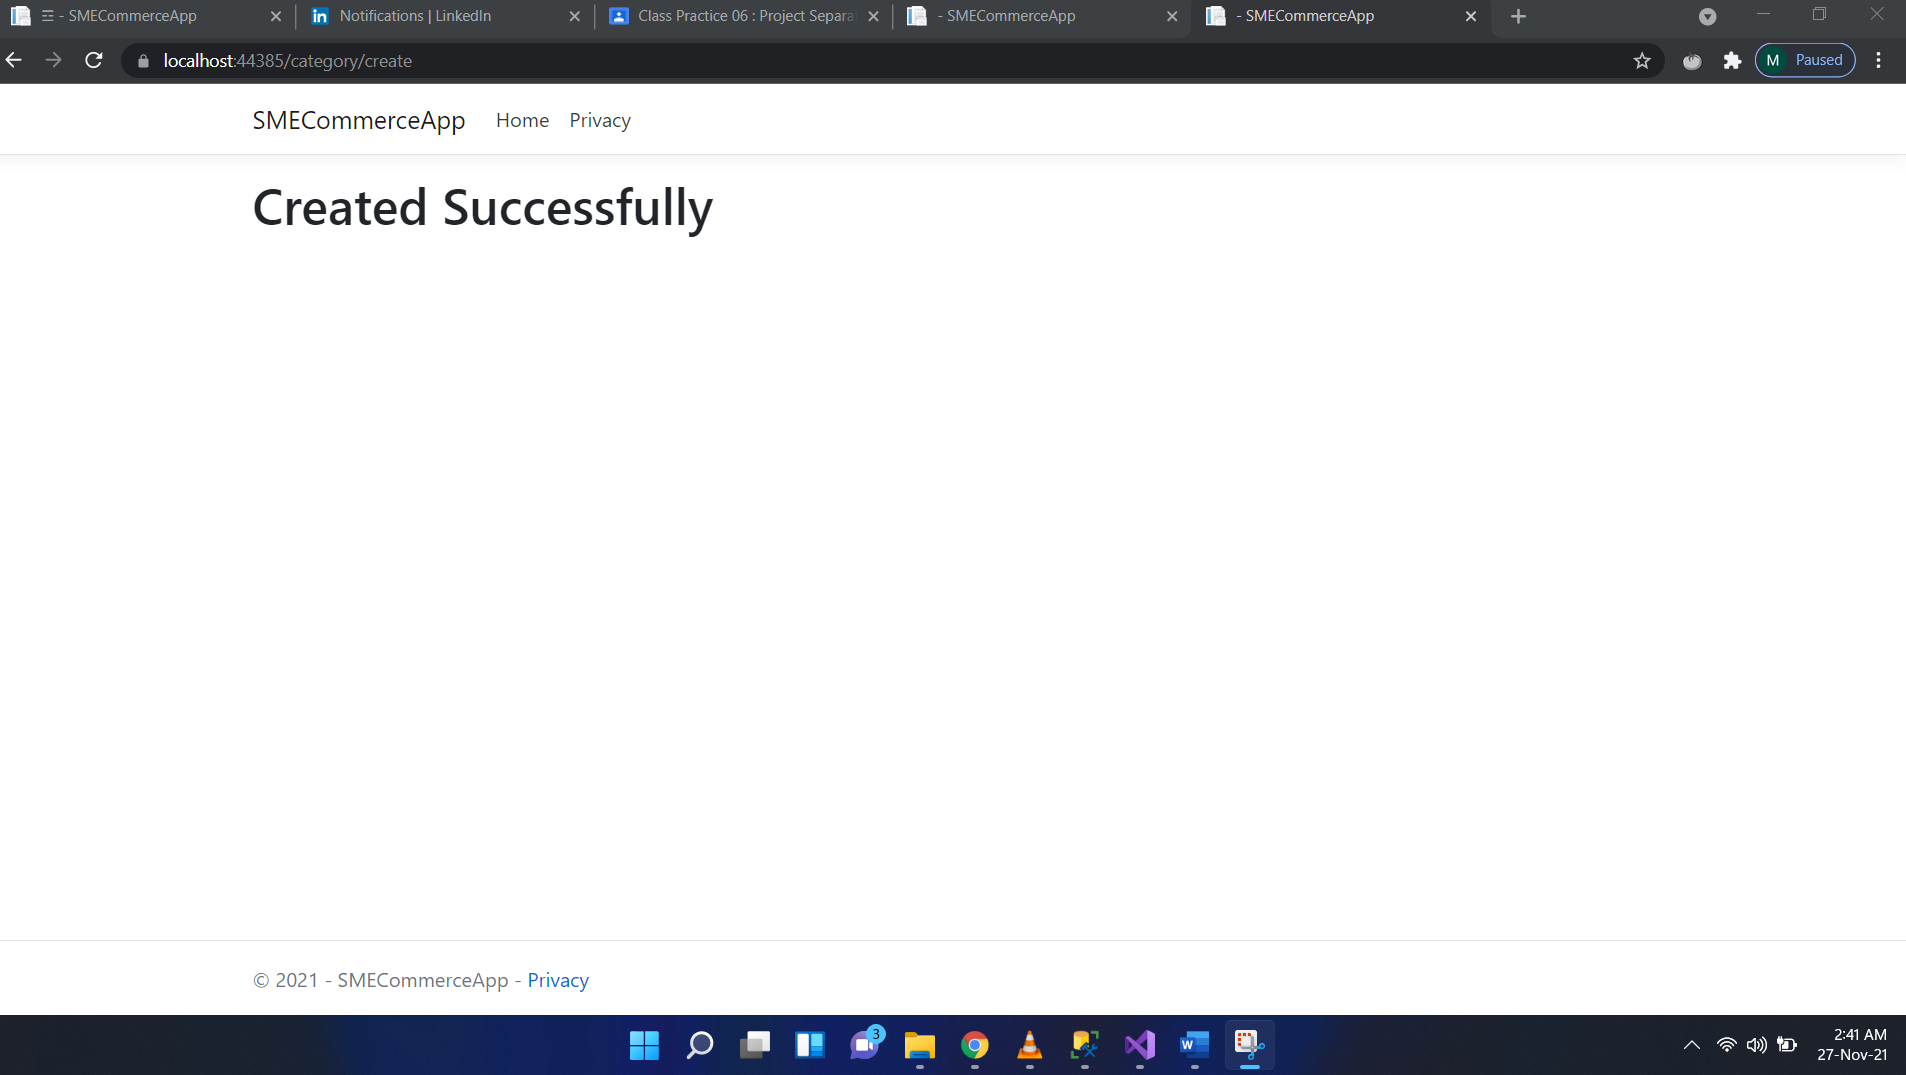 ☲ - SMECommerceApp
Notifications | LinkedIn
Class Practice 06 : Project Separa
- SMECommerceApp
- SMECommerceApp
localhost:44385/category/create
M Paused
SMECommerceApp Home Privacy
Created Successfully
© 2021 - SMECommerceApp - Privacy
3
2:41 AM
27-Nov-21